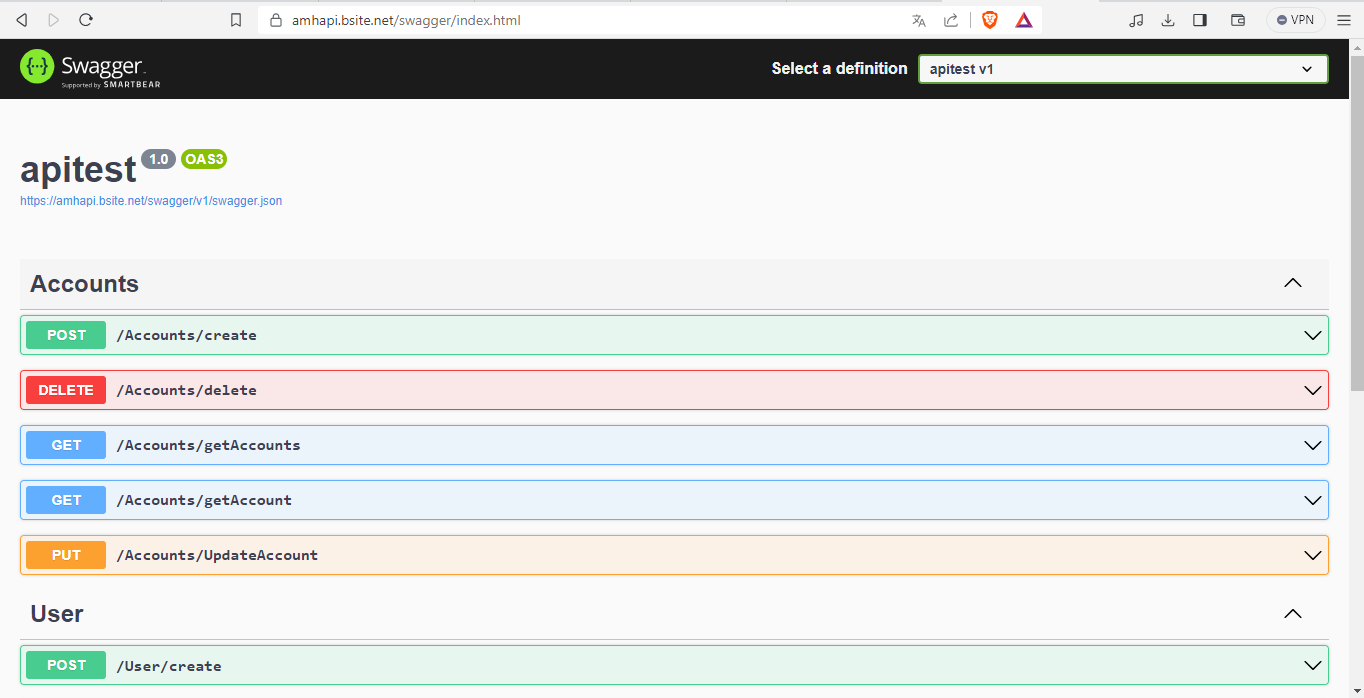 amhapi.bsite.net/swagger/index.html
VPN
Swagger
Supported by SMARTBEAR
Select a definition
apitest v1
apitest 1.0 OAS3
https://amhapi.bsite.net/swagger/v1/swagger.json
Accounts
POST /Accounts/create
DELETE /Accounts/delete
GET /Accounts/getAccounts
GET /Accounts/getAccount
PUT /Accounts/UpdateAccount
User
POST /User/create